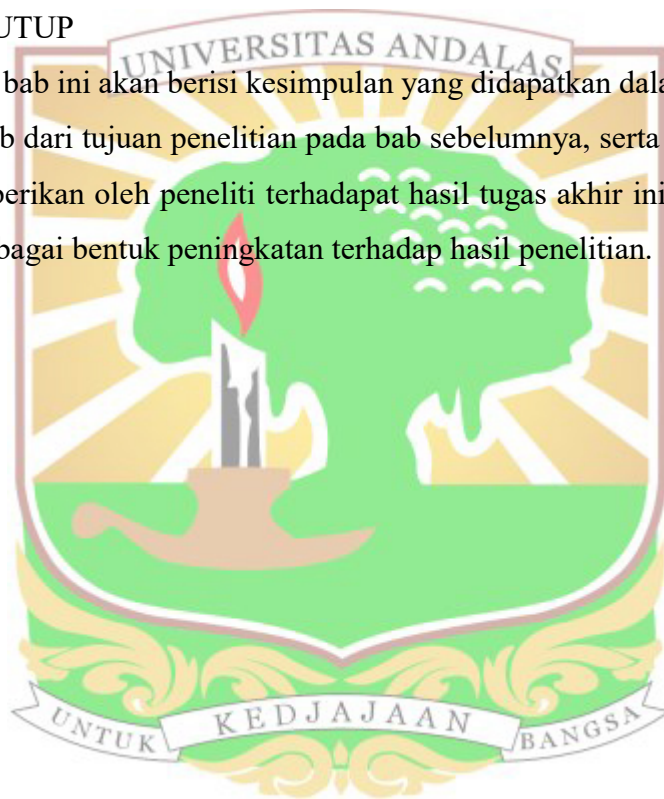 UTUP
UNIVERSITAS ANDALAS
bab ini akan berisi kesimpulan yang didapatkan dala
b dari tujuan penelitian pada bab sebelumnya, serta
perikan oleh peneliti terhadapat hasil tugas akhir ini
bagai bentuk peningkatan terhadap hasil penelitian.
UNTUK KEDJAJAAN BANGSA